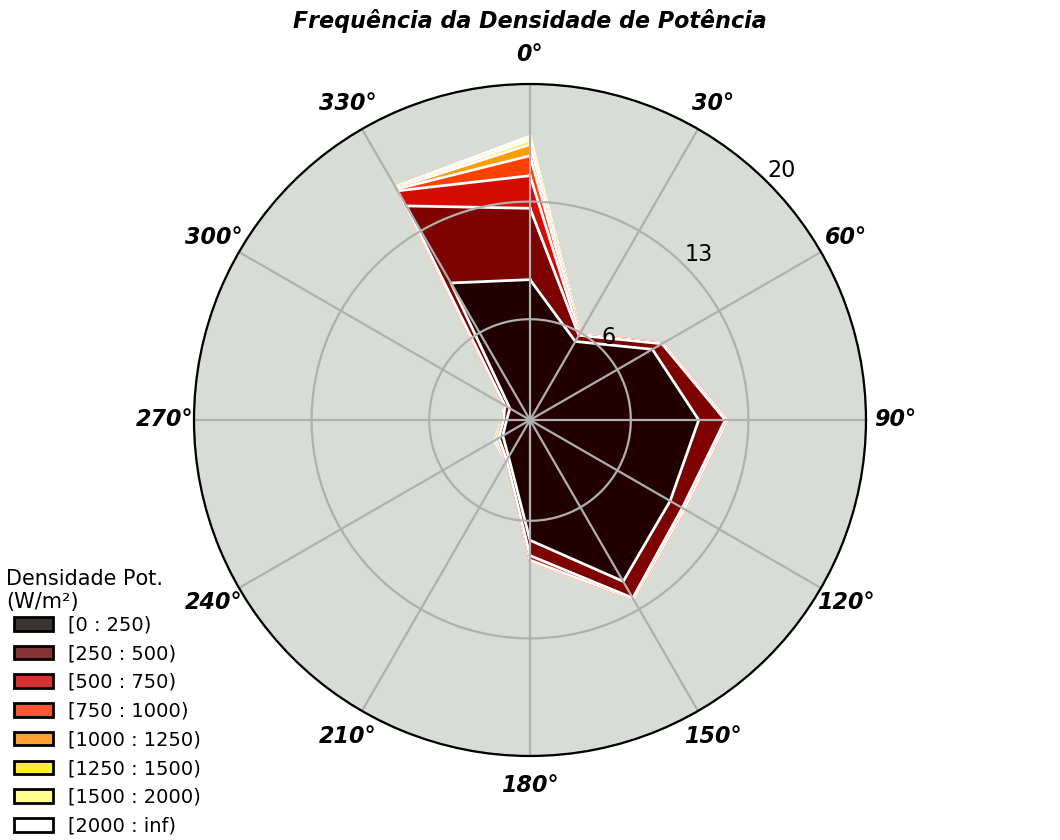 Frequência da Densidade de Potência
0°
330°
30°
20
300°
60°
13
6
270°
90°
240°
120°
210°
150°
180°
Densidade Pot.
(W/m²)
[0 : 250)
[250 : 500)
[500 : 750)
[750 : 1000)
[1000 : 1250)
[1250 : 1500)
[1500 : 2000)
[2000 : inf)